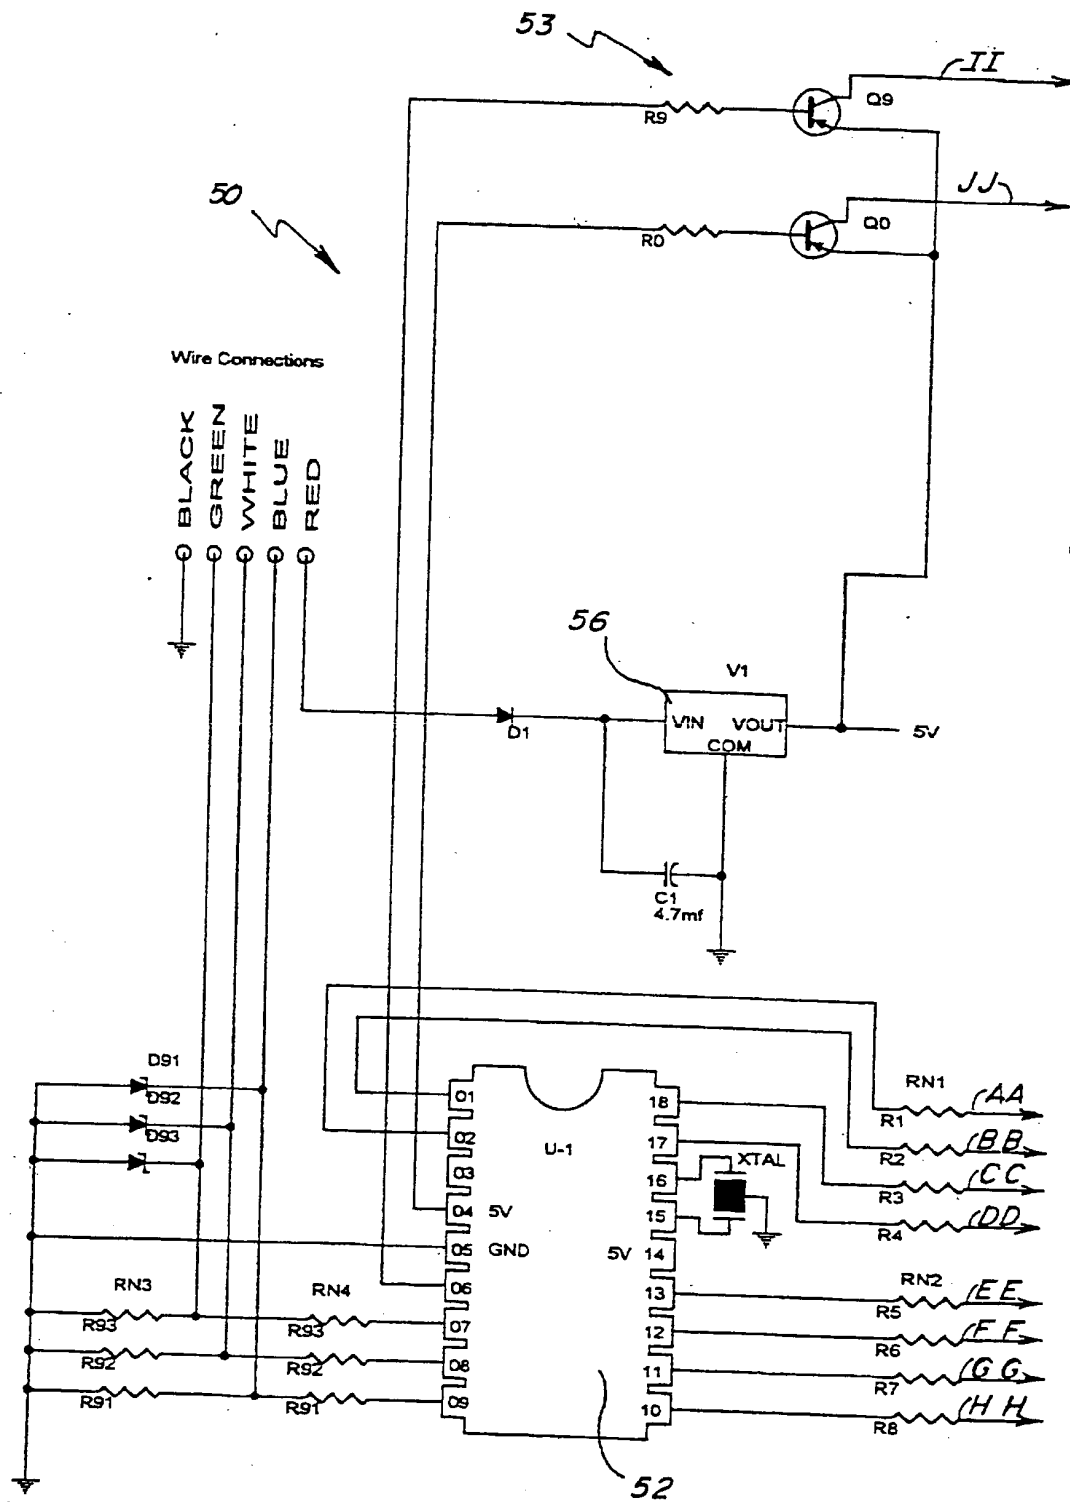 53
II
Q9
R9
50
JJ
Q0
R0
Wire Connections
BLACK
GREEN
WHITE
BLUE
RED
56
V1
VIN
VOUT
COM
D1
5V
C1
4.7mf
D91
D92
D93
RN1
AA
R1
BB
R2
CC
R3
DD
R4
01
02
03
04 5V
05 GND
06
07
08
09
U-1
18
17
16
15
5V 14
13
12
11
10
XTAL
RN3
RN4
R93
R93
R92
R92
R91
R91
RN2
EE
R5
FF
R6
GG
R7
HH
R8
52